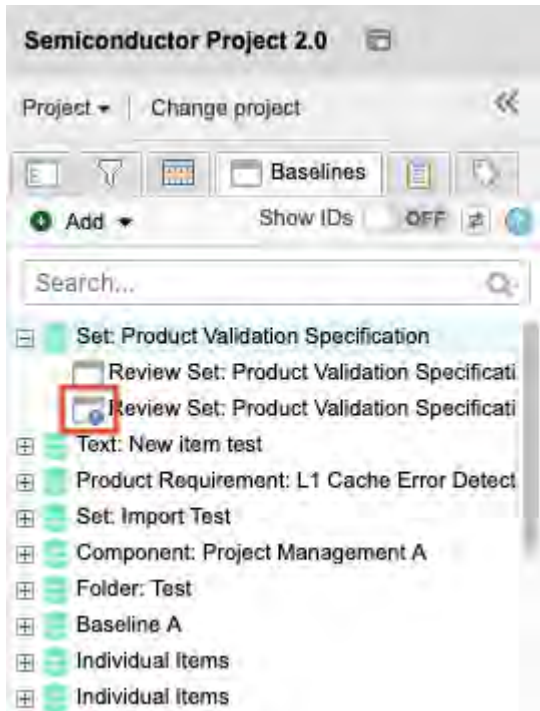 Semiconductor Project 2.0
Project Change project
Baselines
Add Show IDs OFF
Search...
Set: Product Validation Specification
Review Set: Product Validation Specificati
Review Set: Product Validation Specificati
Text: New item test
Product Requirement: L1 Cache Error Detect
Set: Import Test
Component: Project Management A
Folder: Test
Baseline A
Individual Items
Individual Items